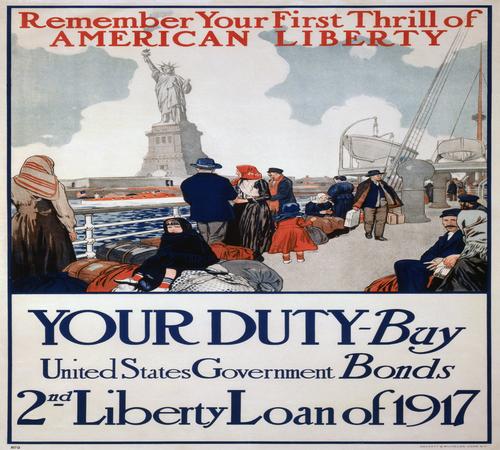 Remember Your First Thrill of
AMERICAN LIBERTY
YOUR DUTY-Buy
United States Government Bonds
2nd Liberty Loan of 1917